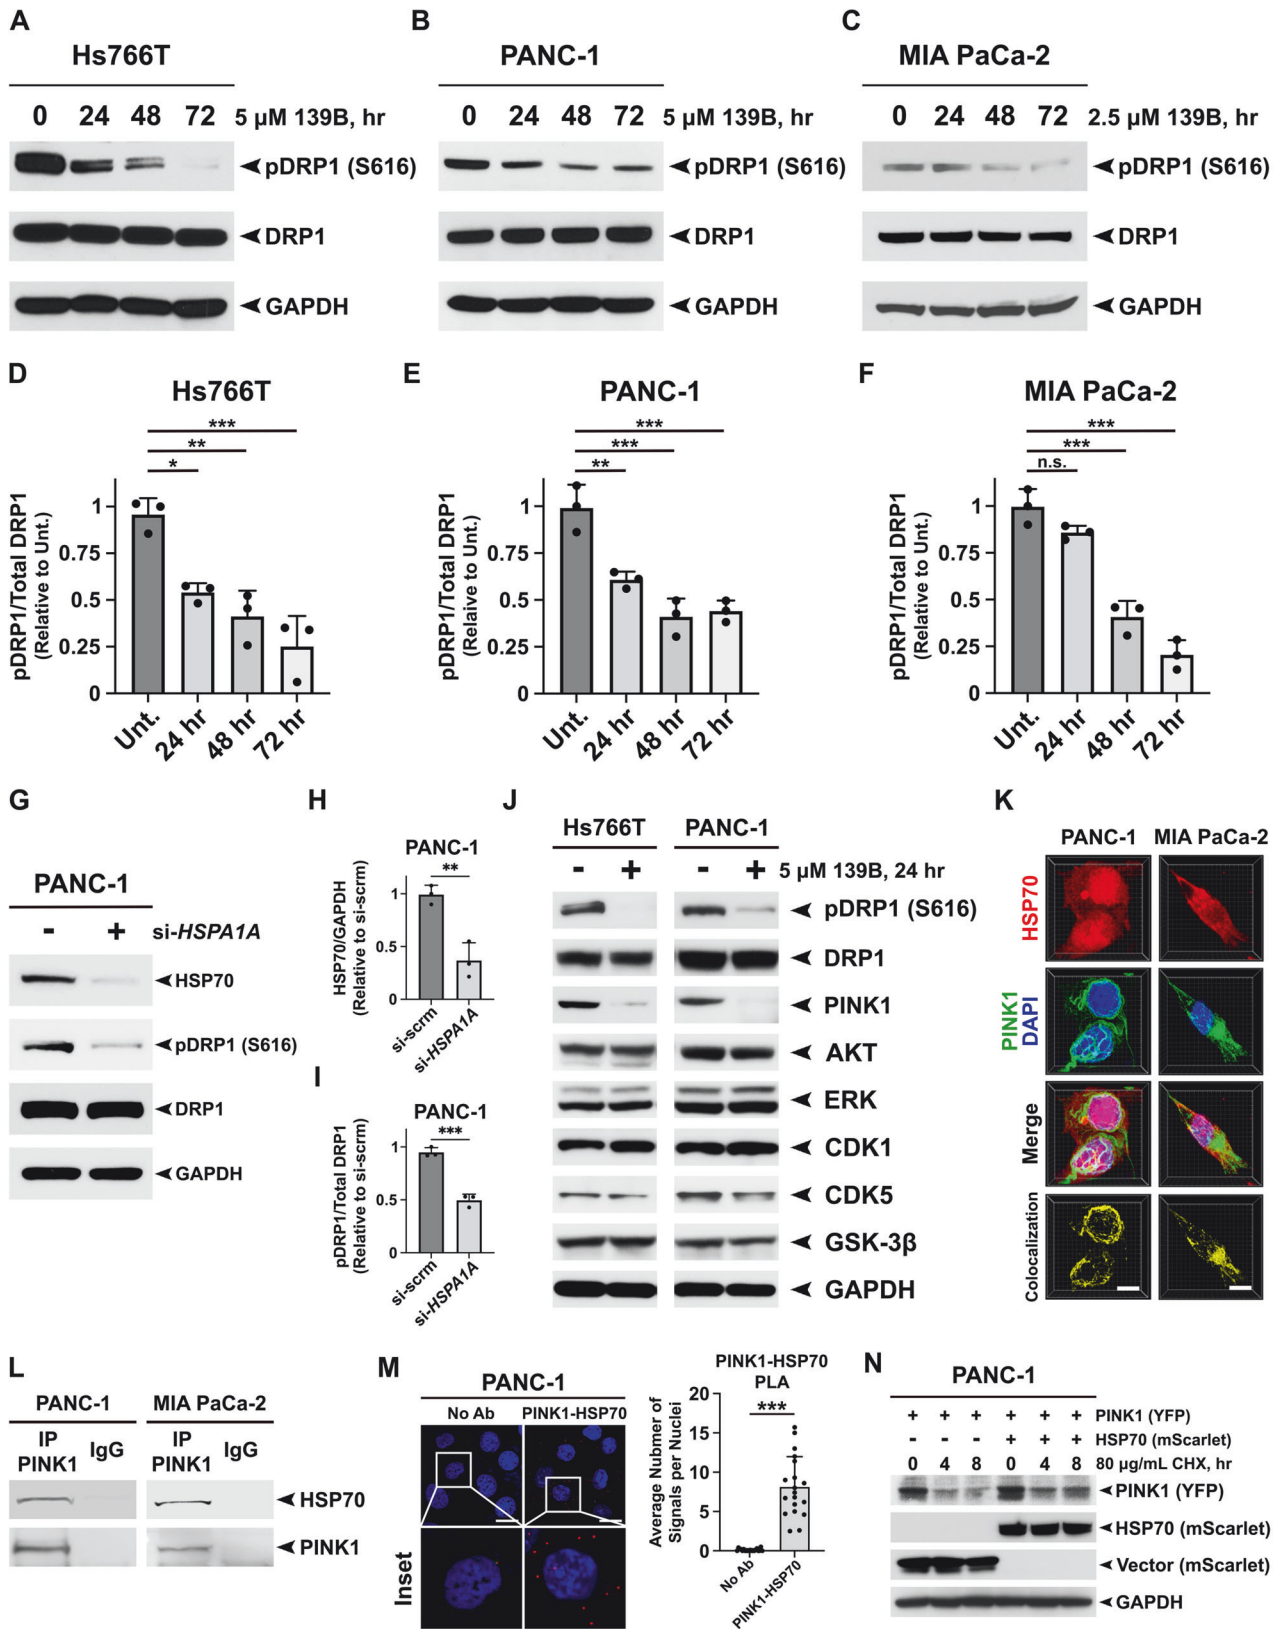 A
Hs766T
0 24 48 72 5 µM 139B, hr
pDRP1 (S616)
DRP1
GAPDH
B
PANC-1
0 24 48 72 5 µM 139B, hr
pDRP1 (S616)
DRP1
GAPDH
C
MIA PaCa-2
0 24 48 72 2.5 µM 139B, hr
pDRP1 (S616)
DRP1
GAPDH
D
Hs766T
***
**
*
pDRP1/Total DRP1
(Relative to Unt.)
1
0.75
0.5
0.25
0
Unt. 24 hr 48 hr 72 hr
E
PANC-1
***
***
**
pDRP1/Total DRP1
(Relaive to Unt.)
1
0.75
0.5
0.25
0
Unt. 24 hr 48 hr 72 hr
F
MIA PaCa-2
***
***
n.s.
pDRP1/Total DRP1
(Relative to Unt.)
1
0.75
0.5
0.25
0
Unt. 24 hr 48 hr 72 hr
G
PANC-1
- + si-HSPA1A
HSP70
pDRP1 (S616)
DRP1
GAPDH
H
PANC-1
**
HSP70/GAPDH
(Relative to si-scrm)
1
0.5
0
si-scrm si-HSPA1A
I
PANC-1
***
pDRP1/Total DRP1
(Relative to si-scrm)
1
0.5
0
si-scrm si-HSPA1A
J
Hs766T PANC-1
- + - + 5 µM 139B, 24 hr
pDRP1 (S616)
DRP1
PINK1
AKT
ERK
CDK1
CDK5
GSK-3β
GAPDH
K
PANC-1 MIA PaCa-2
HSP70
PINK1
DAPI
Merge
Colocalization
L
PANC-1 MIA PaCa-2
IP PINK1 IgG IP PINK1 IgG
HSP70
PINK1
M
PANC-1
No Ab PINK1-HSP70
Inset
PINK1-HSP70
PLA
***
Average Nubmer of
Signals per Nuclei
20
15
10
5
0
No Ab PINK1-HSP70
N
PANC-1
+ + + + + + PINK1 (YFP)
- - - + + + HSP70 (mScarlet)
0 4 8 0 4 8 80 µg/mL CHX, hr
PINK1 (YFP)
HSP70 (mScarlet)
Vector (mScarlet)
GAPDH